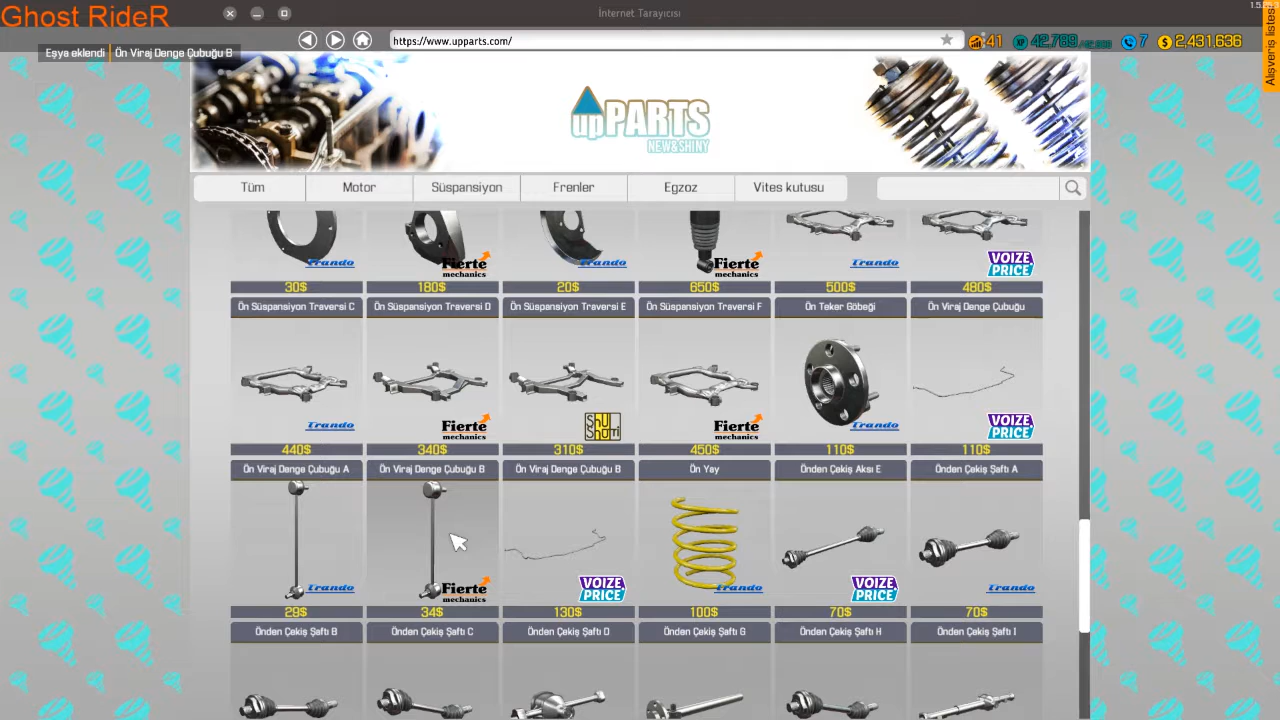 Ghost RideR
İnternet Tarayıcısı
1.5.25.3
https://www.upparts.com/
41
42,789
7
$ 2,431,636
Alışveriş listesi
Eşya eklendi | Ön Viraj Denge Çubuğu B
upPARTS
NEW&SHINY
Tüm
Motor
Süspansiyon
Frenler
Egzoz
Vites kutusu
Trando
Fierte mechanics
Trando
Fierte mechanics
Trando
VOIZE PRICE
30$
180$
20$
650$
500$
480$
Ön Süspansiyon Traversi C
Ön Süspansiyon Traversi D
Ön Süspansiyon Traversi E
Ön Süspansiyon Traversi F
Ön Teker Göbeği
Ön Viraj Denge Çubuğu
Trando
Fierte mechanics
Shu Shu Ti
Fierte mechanics
Trando
VOIZE PRICE
440$
340$
310$
450$
110$
110$
Ön Viraj Denge Çubuğu A
Ön Viraj Denge Çubuğu B
Ön Viraj Denge Çubuğu B
Ön Yay
Önden Çekiş Aksı E
Önden Çekiş Şaftı A
Trando
Fierte mechanics
VOIZE PRICE
Trando
VOIZE PRICE
Trando
29$
34$
130$
100$
70$
70$
Önden Çekiş Şaftı B
Önden Çekiş Şaftı C
Önden Çekiş Şaftı D
Önden Çekiş Şaftı G
Önden Çekiş Şaftı H
Önden Çekiş Şaftı I